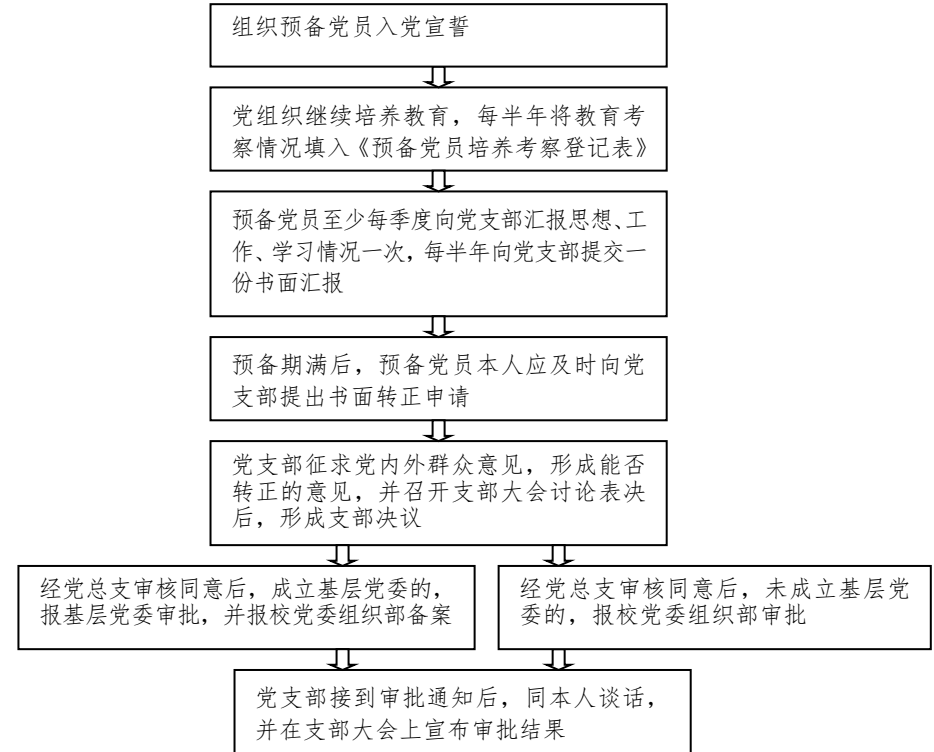 组织预备党员入党宣誓
党组织继续培养教育，每半年将教育考
察情况填入《预备党员培养考察登记表》
预备党员至少每季度向党支部汇报思想、工
作、学习情况一次，每半年向党支部提交一
份书面汇报
预备期满后，预备党员本人应及时向党
支部提出书面转正申请
党支部征求党内外群众意见，形成能否
转正的意见，并召开支部大会讨论表决
后，形成支部决议
经党总支审核同意后，成立基层党委的，
报基层党委审批，并报校党委组织部备案
经党总支审核同意后，未成立基层党
委的，报校党委组织部审批
党支部接到审批通知后，同本人谈话，
并在支部大会上宣布审批结果